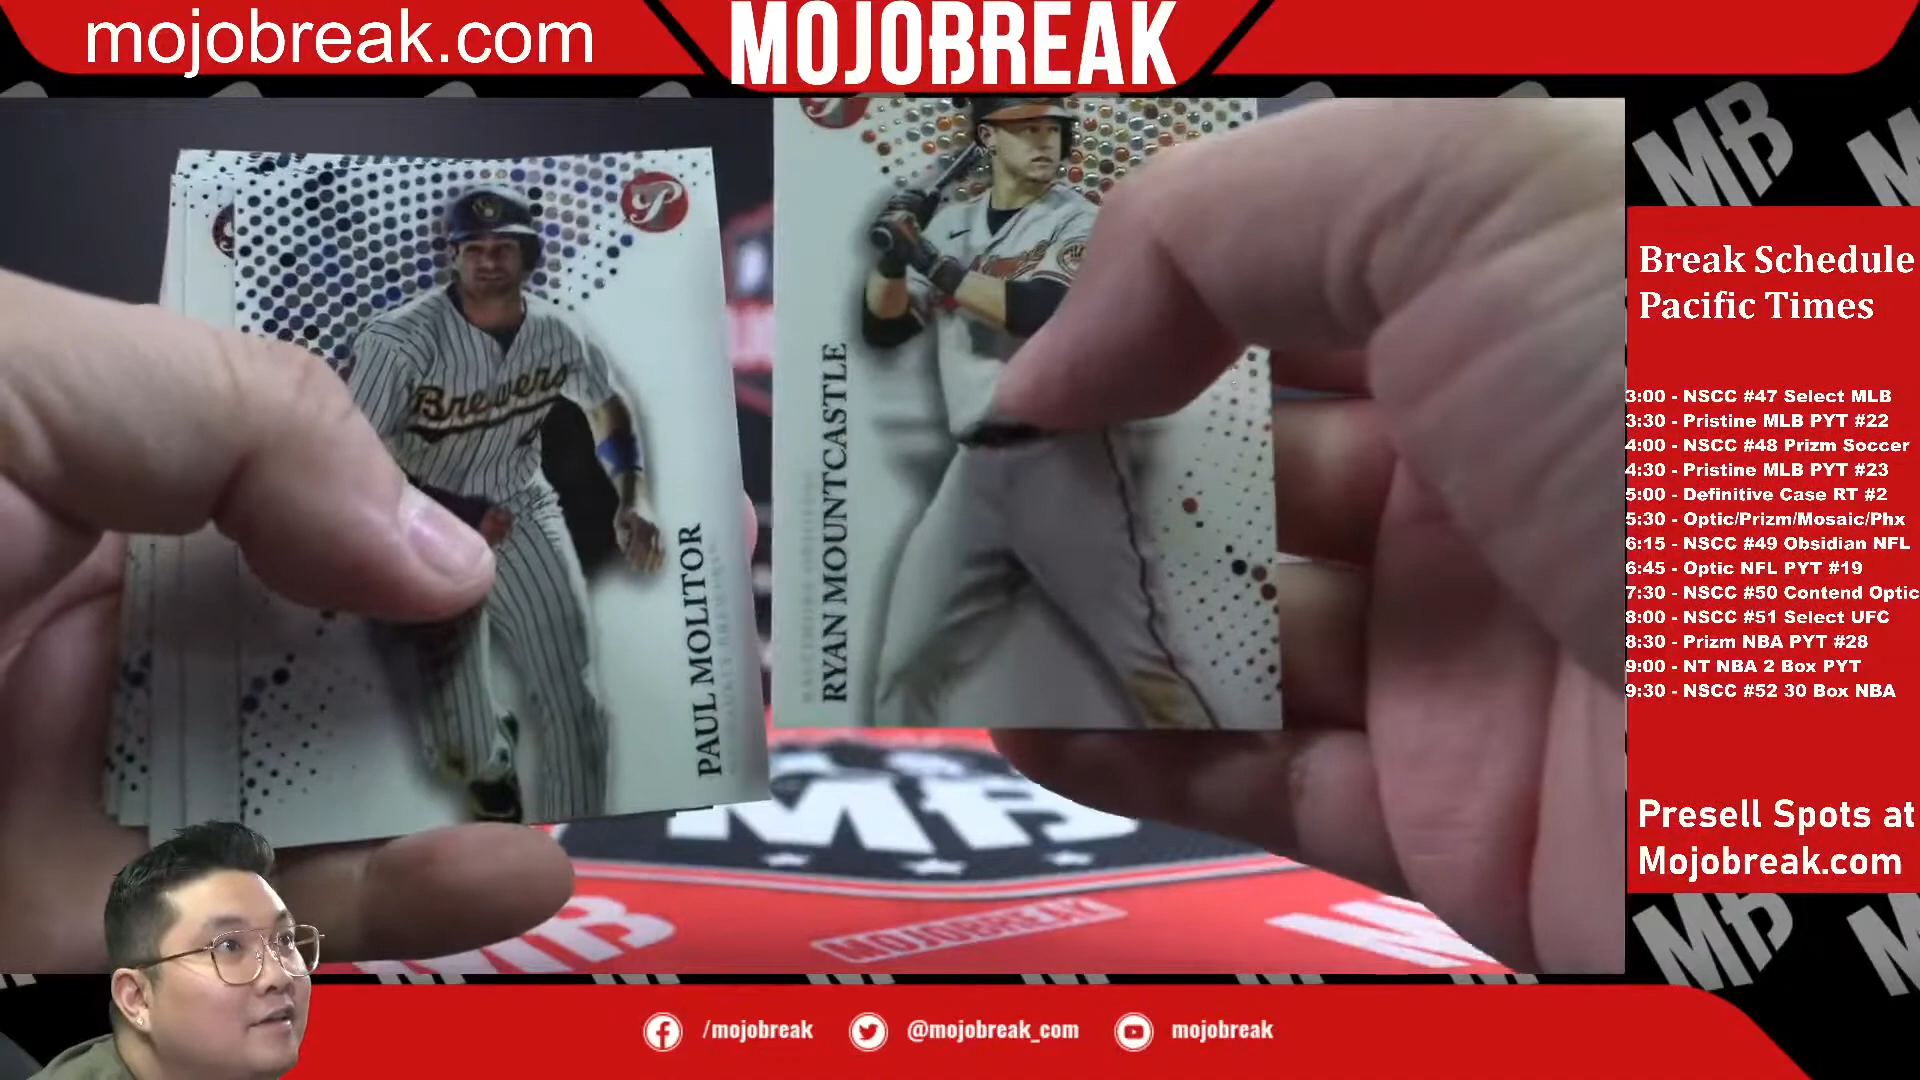 mojobreak.com
MOJOBREAK
Break Schedule
Pacific Times
3:00 - NSCC #47 Select MLB
3:30 - Pristine MLB PYT #22
4:00 - NSCC #48 Prizm Soccer
4:30 - Pristine MLB PYT #23
5:00 - Definitive Case RT #2
5:30 - Optic/Prizm/Mosaic/Phx
6:15 - NSCC #49 Obsidian NFL
6:45 - Optic NFL PYT #19
7:30 - NSCC #50 Contend Optic
8:00 - NSCC #51 Select UFC
8:30 - Prizm NBA PYT #28
9:00 - NT NBA 2 Box PYT
9:30 - NSCC #52 30 Box NBA
Presell Spots at
Mojobreak.com
P
Brewers
PAUL MOLITOR
RYAN MOUNTCASTLE
MB
MB
MOJOBREAK
MB
MB
/mojobreak
@mojobreak_com
mojobreak